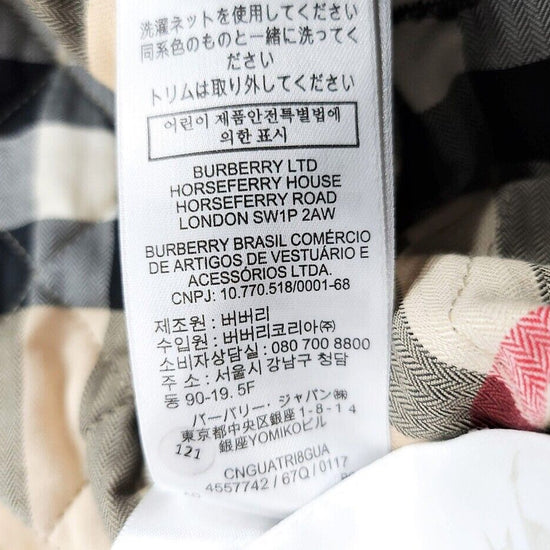 洗濯ネットを使用してください
同系色のものと一緒に洗ってく
ださい
トリムは取り外してください
어린이 제품안전특별법에
의한 표시
BURBERRY LTD
HORSEFERRY HOUSE
HORSEFERRY ROAD
LONDON SW1P 2AW
BURBERRY BRASIL COMÉRCIO
DE ARTIGOS DE VESTUÁRIO E
ACESSÓRIOS LTDA.
CNPJ: 10.770.518/0001-68
제조원 : 버버리
수입원 : 버버리코리아㈜
소비자상담실: 080 700 8800
주 소 : 서울시 강남구 청담
동 90-19. 5F
バーバリー・ジャパン㈱
東京都中央区銀座1-8-14
銀座YOMIKOビル
121
CNGUATRI8GUA
4557742 / 67Q / 0117